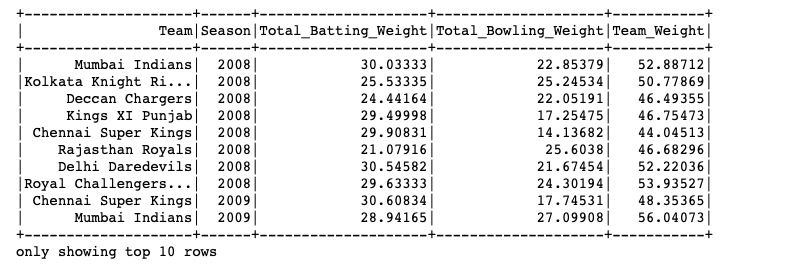 +------------------+------+--------------------+--------------------+-----------+
|              Team|Season|Total_Batting_Weight|Total_Bowling_Weight|Team_Weight|
+------------------+------+--------------------+--------------------+-----------+
|    Mumbai Indians|  2008|            30.03333|            22.85379|   52.88712|
|Kolkata Knight Ri...|  2008|            25.53335|            25.24534|   50.77869|
|   Deccan Chargers|  2008|            24.44164|            22.05191|   46.49355|
|   Kings XI Punjab|  2008|            29.49998|            17.25475|   46.75473|
|Chennai Super Kings|  2008|            29.90831|            14.13682|   44.04513|
|  Rajasthan Royals|  2008|            21.07916|             25.6038|   46.68296|
|  Delhi Daredevils|  2008|            30.54582|            21.67454|   52.22036|
|Royal Challengers...|  2008|            29.63333|            24.30194|   53.93527|
|Chennai Super Kings|  2009|            30.60834|            17.74531|   48.35365|
|    Mumbai Indians|  2009|            28.94165|            27.09908|   56.04073|
+------------------+------+--------------------+--------------------+-----------+
only showing top 10 rows